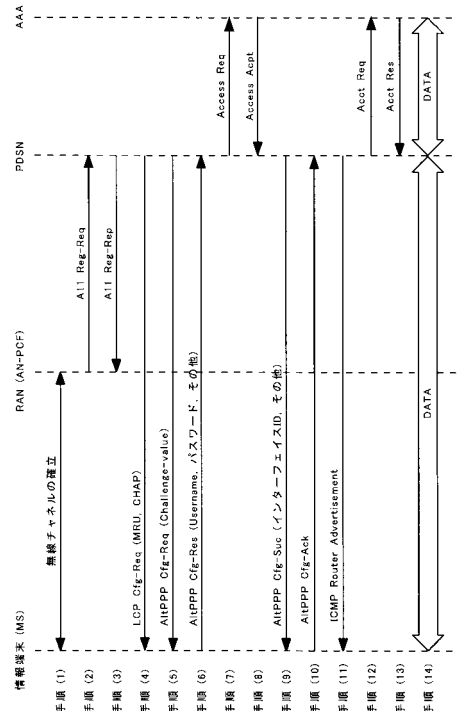 情報端末 (MS)
RAN (AN-PCF)
PDSN
AAA
手順 (1)
無線チャネルの確立
手順 (2)
A11 Reg-Req
手順 (3)
A11 Reg-Rep
手順 (4)
LCP Cfg-Req (MRU, CHAP)
手順 (5)
AltPPP Cfg-Req (Challenge-value)
手順 (6)
AltPPP Cfg-Res (Username, パスワード、その他)
手順 (7)
Access Req
手順 (8)
Access Acpt
手順 (9)
AltPPP Cfg-Suc (インターフェイスID、その他)
手順 (10)
AltPPP Cfg-Ack
手順 (11)
ICMP Router Advertisement
手順 (12)
Acct Req
手順 (13)
Acct Res
手順 (14)
DATA
DATA